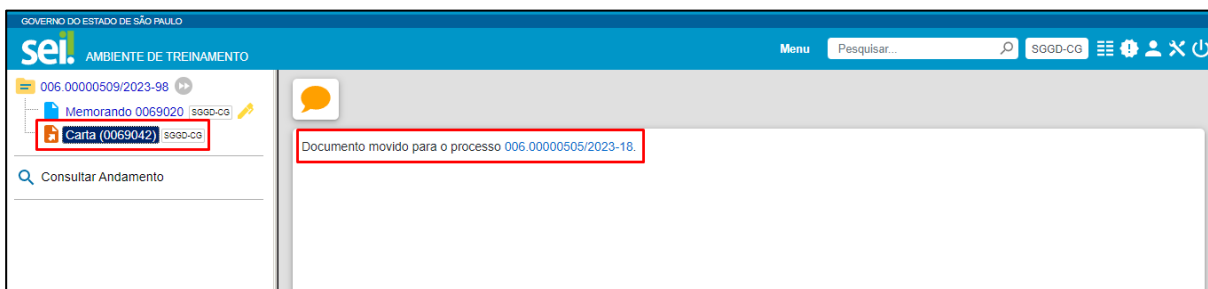 GOVERNO DO ESTADO DE SÃO PAULO
sei! AMBIENTE DE TREINAMENTO
Menu Pesquisar... SGGD-CG
006.00000509/2023-98
Memorando 0069020 SGGD-CG
Carta (0069042) SGGD-CG
Documento movido para o processo 006.00000505/2023-18.
Consultar Andamento